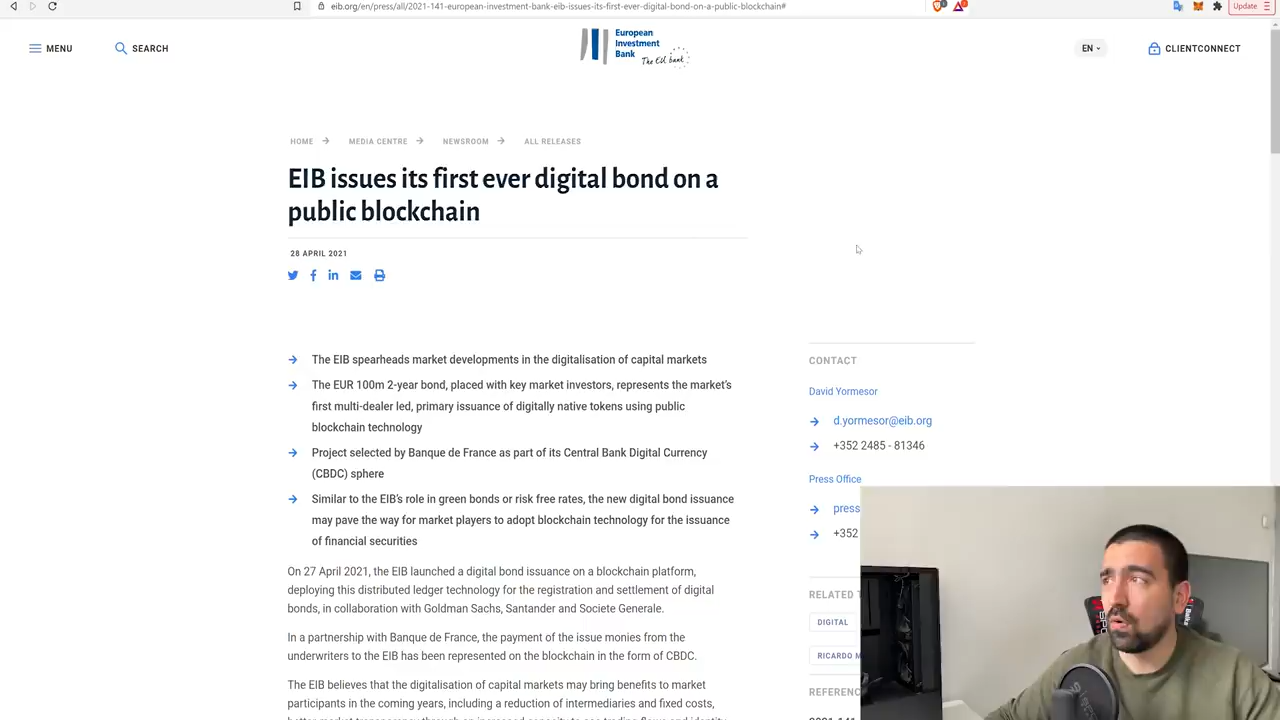 eib.org/en/press/all/2021-141-european-investment-bank-eib-issues-its-first-ever-digital-bond-on-a-public-blockchain#
Update
MENU
SEARCH
European
Investment
Bank
The EU bank
EN
CLIENTCONNECT
HOME
MEDIA CENTRE
NEWSROOM
ALL RELEASES
EIB issues its first ever digital bond on a
public blockchain
28 APRIL 2021
The EIB spearheads market developments in the digitalisation of capital markets
The EUR 100m 2-year bond, placed with key market investors, represents the market's
first multi-dealer led, primary issuance of digitally native tokens using public
blockchain technology
Project selected by Banque de France as part of its Central Bank Digital Currency
(CBDC) sphere
Similar to the EIB's role in green bonds or risk free rates, the new digital bond issuance
may pave the way for market players to adopt blockchain technology for the issuance
of financial securities
On 27 April 2021, the EIB launched a digital bond issuance on a blockchain platform,
deploying this distributed ledger technology for the registration and settlement of digital
bonds, in collaboration with Goldman Sachs, Santander and Societe Generale.
In a partnership with Banque de France, the payment of the issue monies from the
underwriters to the EIB has been represented on the blockchain in the form of CBDC.
The EIB believes that the digitalisation of capital markets may bring benefits to market
participants in the coming years, including a reduction of intermediaries and fixed costs,
CONTACT
David Yormesor
d.yormesor@eib.org
+352 2485 - 81346
Press Office
press
+352
RELATED T
DIGITAL
RICARDO M
REFERENC